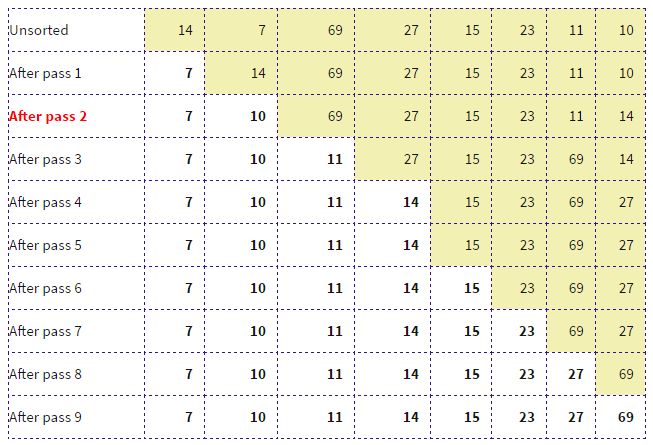 Unsorted 14 7 69 27 15 23 11 10
After pass 1 7 14 69 27 15 23 11 10
After pass 2 7 10 69 27 15 23 11 14
After pass 3 7 10 11 27 15 23 69 14
After pass 4 7 10 11 14 15 23 69 27
After pass 5 7 10 11 14 15 23 69 27
After pass 6 7 10 11 14 15 23 69 27
After pass 7 7 10 11 14 15 23 69 27
After pass 8 7 10 11 14 15 23 27 69
After pass 9 7 10 11 14 15 23 27 69